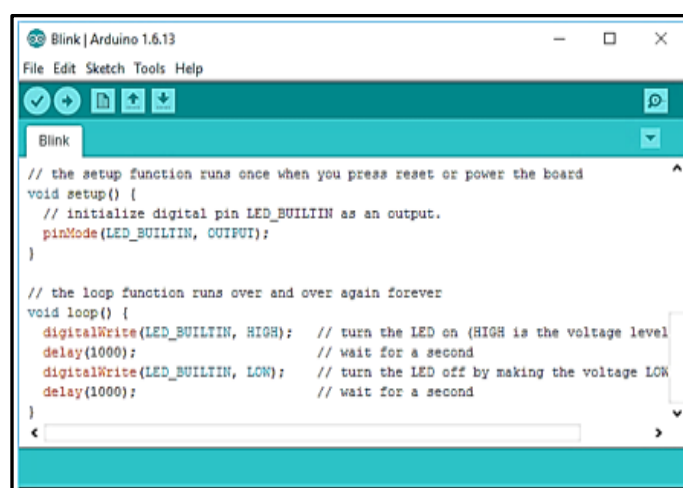 Blink | Arduino 1.6.13
File Edit Sketch Tools Help
Blink
// the setup function runs once when you press reset or power the board
void setup() {
  // initialize digital pin LED_BUILTIN as an output.
  pinMode(LED_BUILTIN, OUTPUT);
}

// the loop function runs over and over again forever
void loop() {
  digitalWrite(LED_BUILTIN, HIGH);   // turn the LED on (HIGH is the voltage level
  delay(1000);                       // wait for a second
  digitalWrite(LED_BUILTIN, LOW);    // turn the LED off by making the voltage LOW
  delay(1000);                       // wait for a second
}